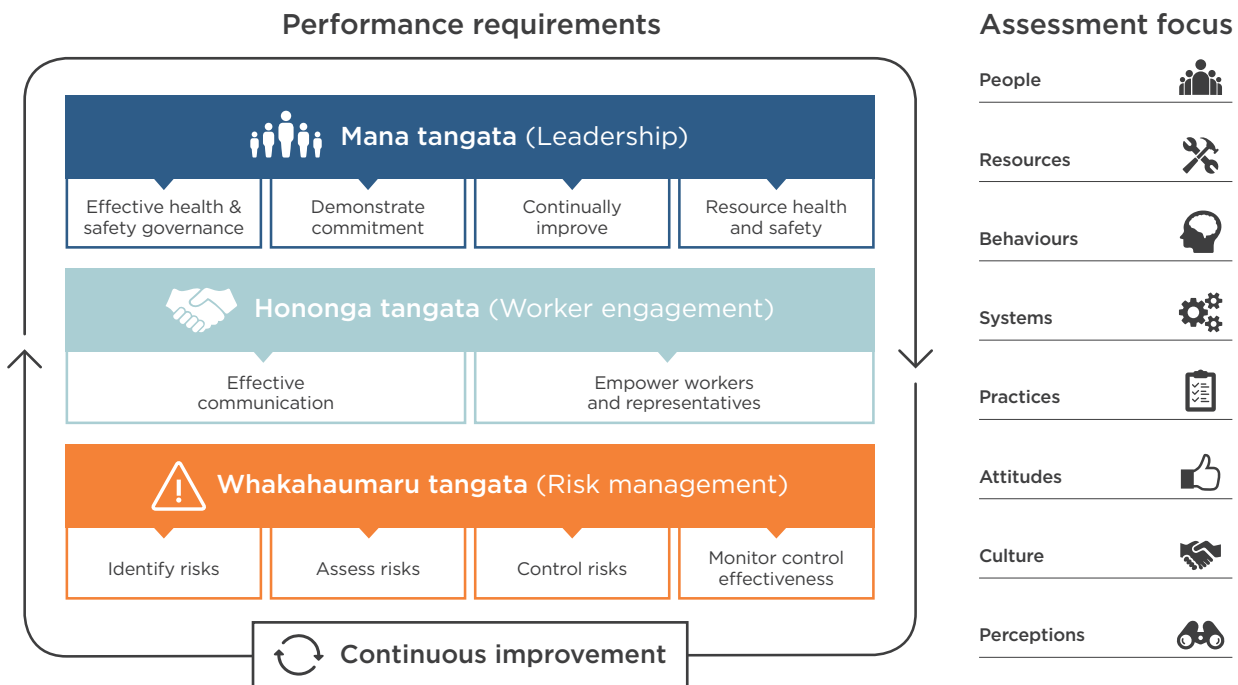 Performance requirements
Mana tangata (Leadership)
Effective health &
safety governance
Demonstrate
commitment
Continually
improve
Resource health
and safety
Hononga tangata (Worker engagement)
Effective
communication
Empower workers
and representatives
Whakahaumaru tangata (Risk management)
Identify risks
Assess risks
Control risks
Monitor control
effectiveness
Continuous improvement
Assessment focus
People
Resources
Behaviours
Systems
Practices
Attitudes
Culture
Perceptions